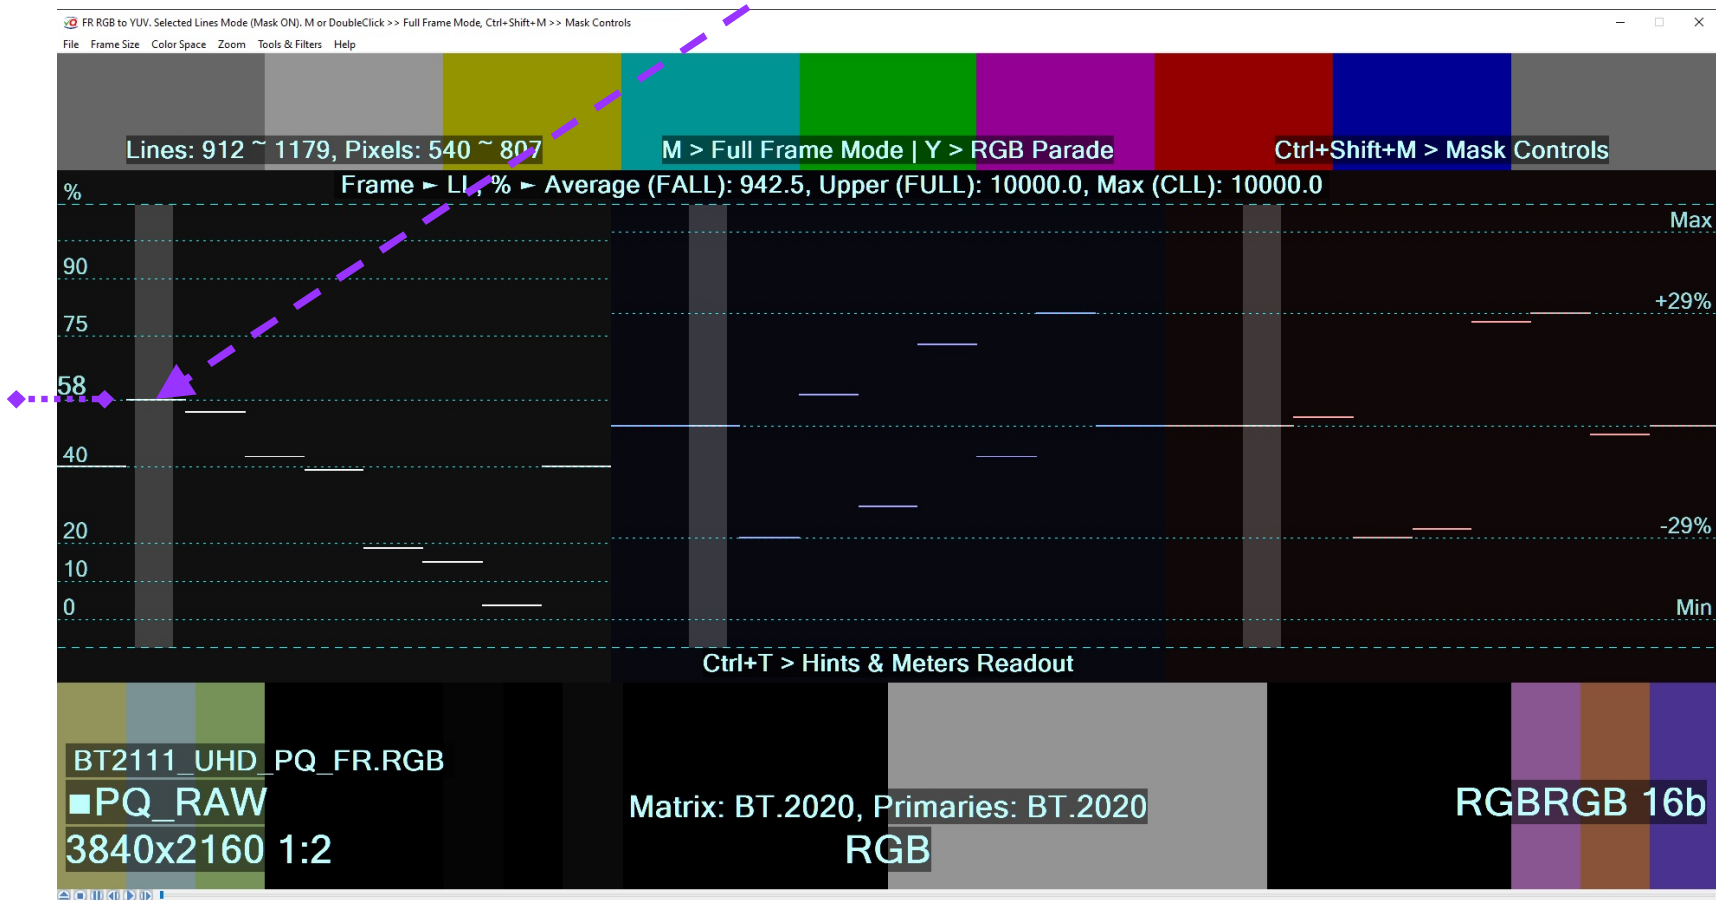 FR RGB to YUV. Selected Lines Mode (Mask ON). M or DoubleClick >> Full Frame Mode, Ctrl+Shift+M >> Mask Controls
File Frame Size Color Space Zoom Tools & Filters Help
Lines: 912 ~ 1179, Pixels: 540 ~ 807
M > Full Frame Mode | Y > RGB Parade
Ctrl+Shift+M > Mask Controls
Frame ► LL, % ► Average (FALL): 942.5, Upper (FULL): 10000.0, Max (CLL): 10000.0
%
Max
90
+29%
75
58
40
20
-29%
10
0
Min
Ctrl+T > Hints & Meters Readout
BT2111_UHD_PQ_FR.RGB
■PQ_RAW
3840x2160 1:2
Matrix: BT.2020, Primaries: BT.2020
RGB
RGBRGB 16b